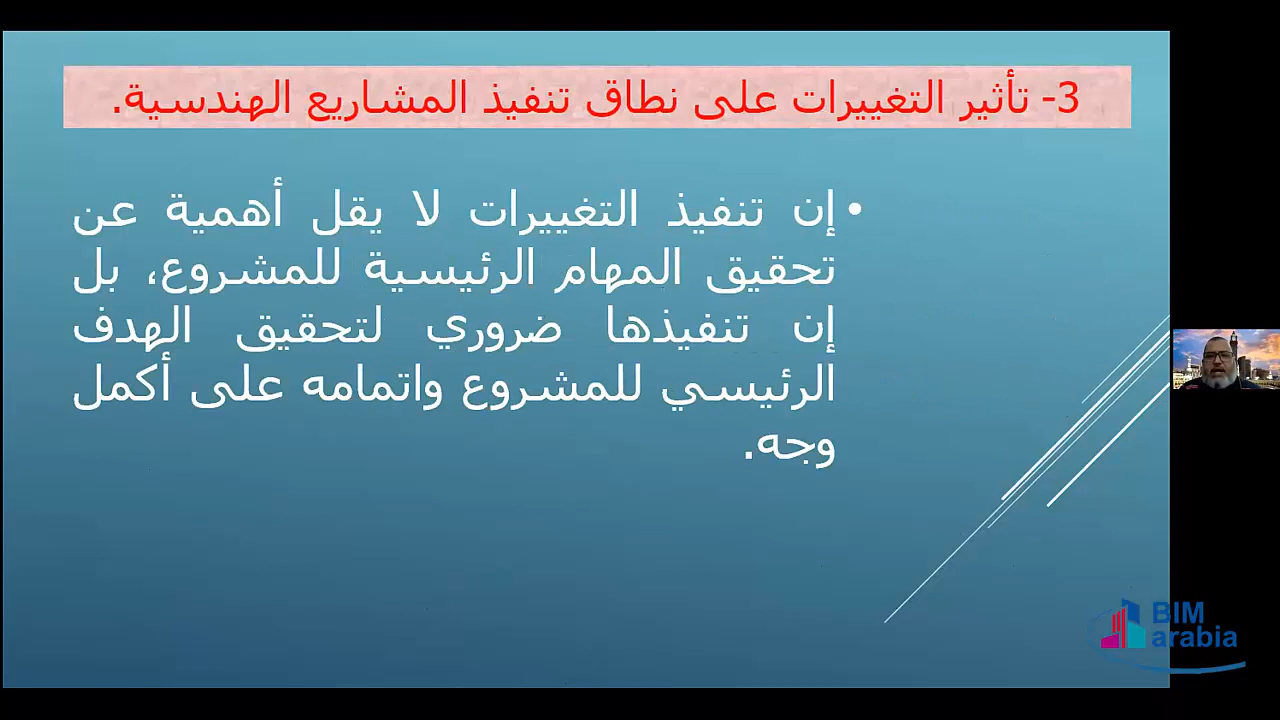 3- تأثير التغييرات على نطاق تنفيذ المشاريع الهندسية.
• إن تنفيذ التغييرات لا يقل أهمية عن
تحقيق المهام الرئيسية للمشروع، بل
إن تنفيذها ضروري لتحقيق الهدف
الرئيسي للمشروع واتمامه على أكمل
وجه.
BIM
arabia